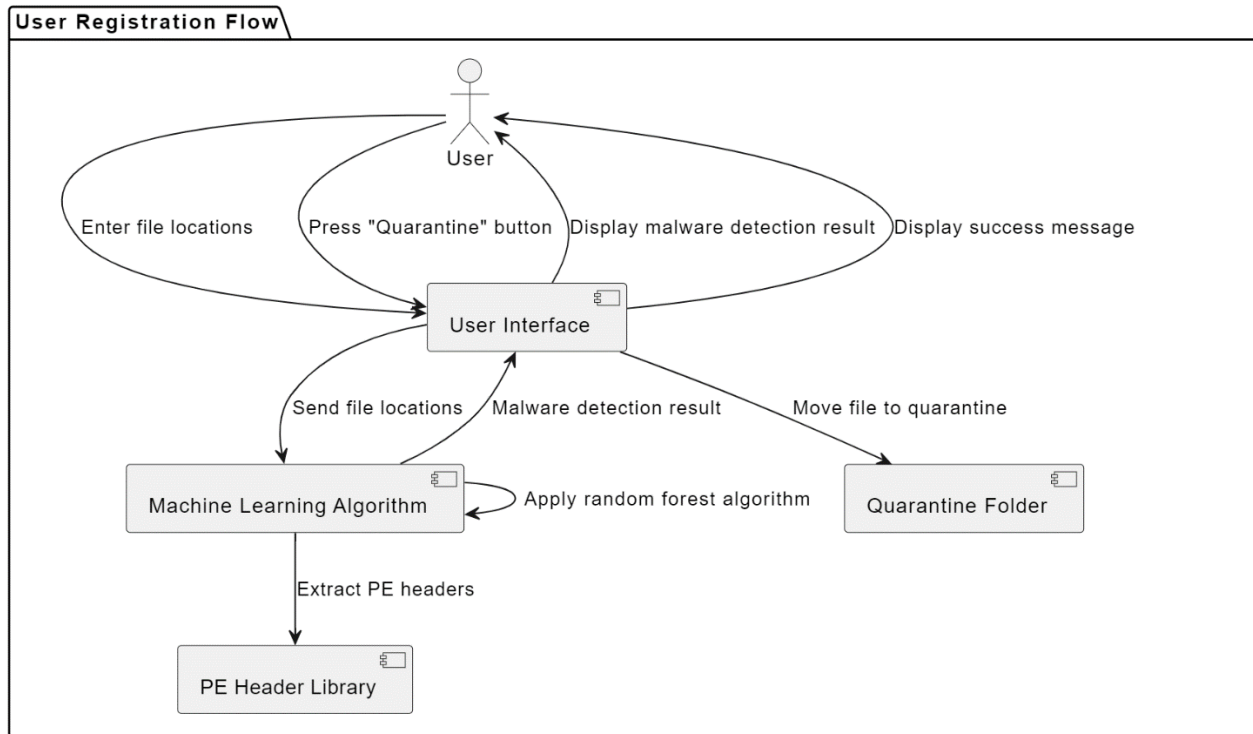 User Registration Flow
User
Enter file locations
Press "Quarantine" button
Display malware detection result
Display success message
User Interface
Send file locations
Malware detection result
Move file to quarantine
Machine Learning Algorithm
Apply random forest algorithm
Quarantine Folder
Extract PE headers
PE Header Library